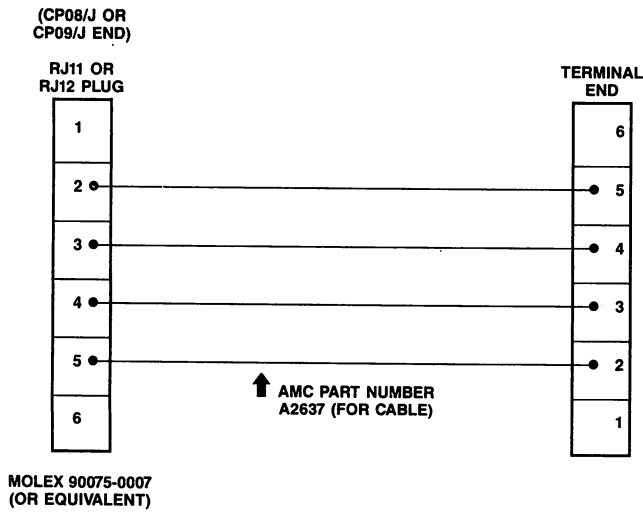 (CP08/J OR
CP09/J END)
RJ11 OR
RJ12 PLUG
1
2
3
4
5
6
MOLEX 90075-0007
(OR EQUIVALENT)
AMC PART NUMBER
A2637 (FOR CABLE)
TERMINAL
END
6
5
4
3
2
1